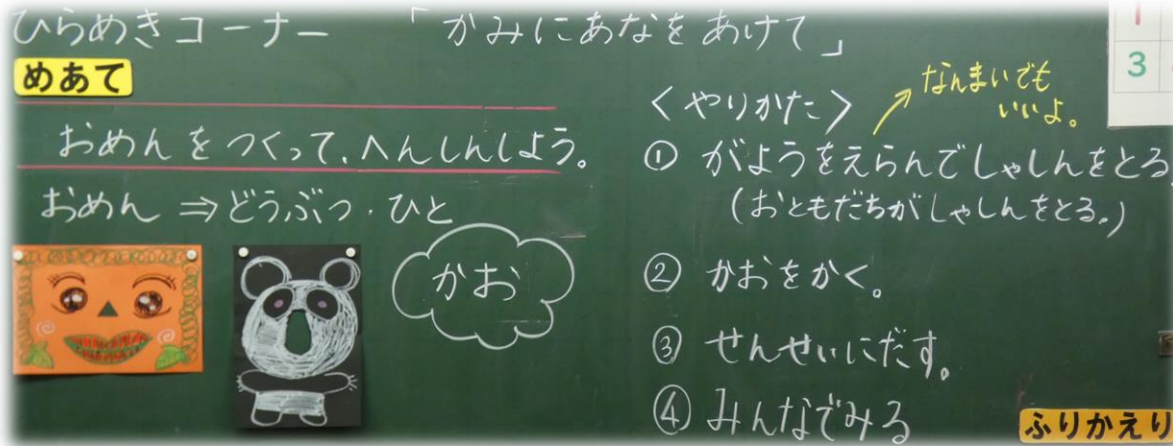 ひらめきコーナー 「かみにあなをあけて」
めあて
おめんをつくって、へんしんしよう。
おめん ⇒ どうぶつ・ひと
かお
〈やりかた〉
なんまいでも
いいよ。
① がようをえらんでしゃしんをとる
(おともだちがしゃしんをとる。)
② かおをかく。
③ せんせいにだす。
④ みんなでみる
ふりかえり
3